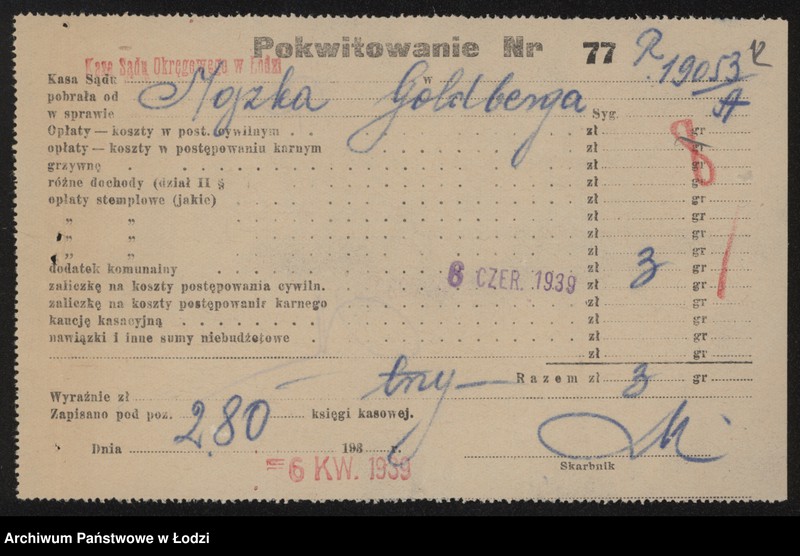 Pokwitowanie Nr 77 R. 19053/A
Kasa Sądu Okręgowego w Łodzi
Kasa Sądu w
pobrała od Moszka Goldberga
w sprawie Syg.
Opłaty — koszty w post. cywilnym zł gr
opłaty — koszty w postępowaniu karnym zł gr
grzywnę zł gr
różne dochody (dział II § zł gr
opłaty stemplowe (jakie) zł gr
„ „ zł gr
„ „ zł gr
„ „ zł gr
dodatek komunalny zł 3 gr
zaliczkę na koszty postępowania cywiln. 6 CZER. 1939 zł gr
zaliczkę na koszty postępowanir karnego zł gr
kaucję kasacyjną zł gr
nawiązki i inne sumy niebudżetowe zł gr
zł gr
Razem zł 3 gr
Wyraźnie zł trzy
Zapisano pod poz. 280 księgi kasowej.
Dnia 193 r.
=6 KW. 1939
Skarbnik
Archiwum Państwowe w Łodzi